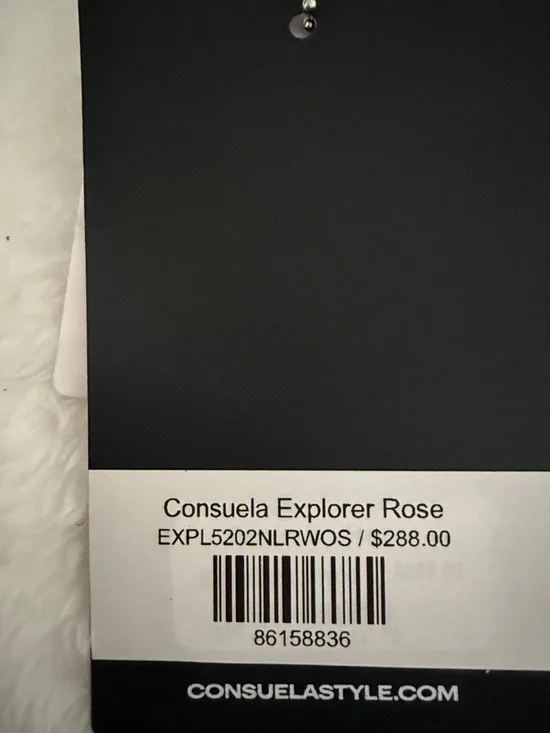 Consuela Explorer Rose
EXPL5202NLRWOS / $288.00
86158836
CONSUELASTYLE.COM